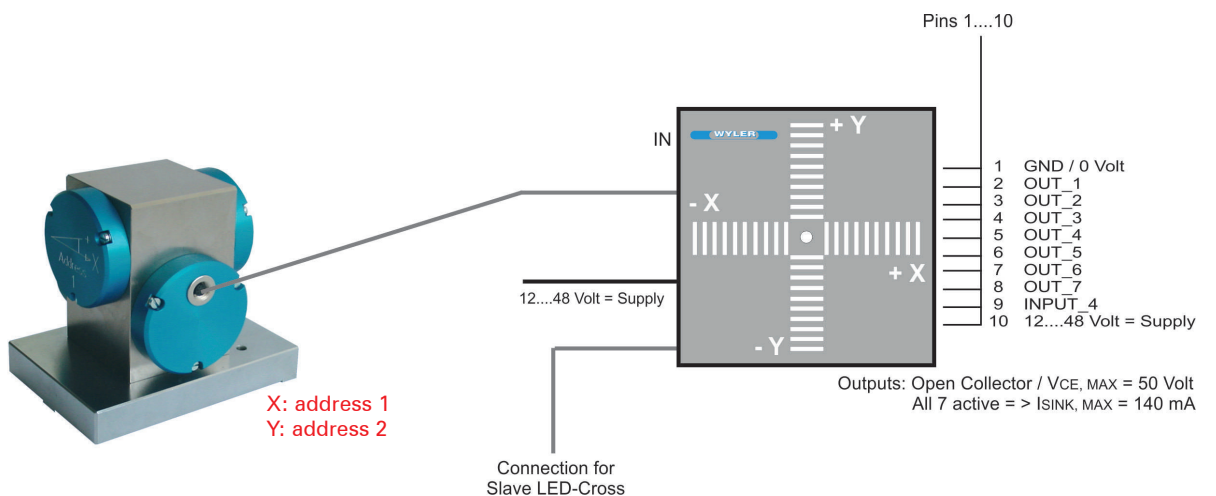 Pins 1....10
IN
WYLER
+ Y
- X
+ X
- Y
1 GND / 0 Volt
2 OUT_1
3 OUT_2
4 OUT_3
5 OUT_4
6 OUT_5
7 OUT_6
8 OUT_7
9 INPUT_4
10 12....48 Volt = Supply
12....48 Volt = Supply
Outputs: Open Collector / VCE, MAX = 50 Volt
All 7 active = > ISINK, MAX = 140 mA
X
Address
1
X: address 1
Y: address 2
Connection for
Slave LED-Cross